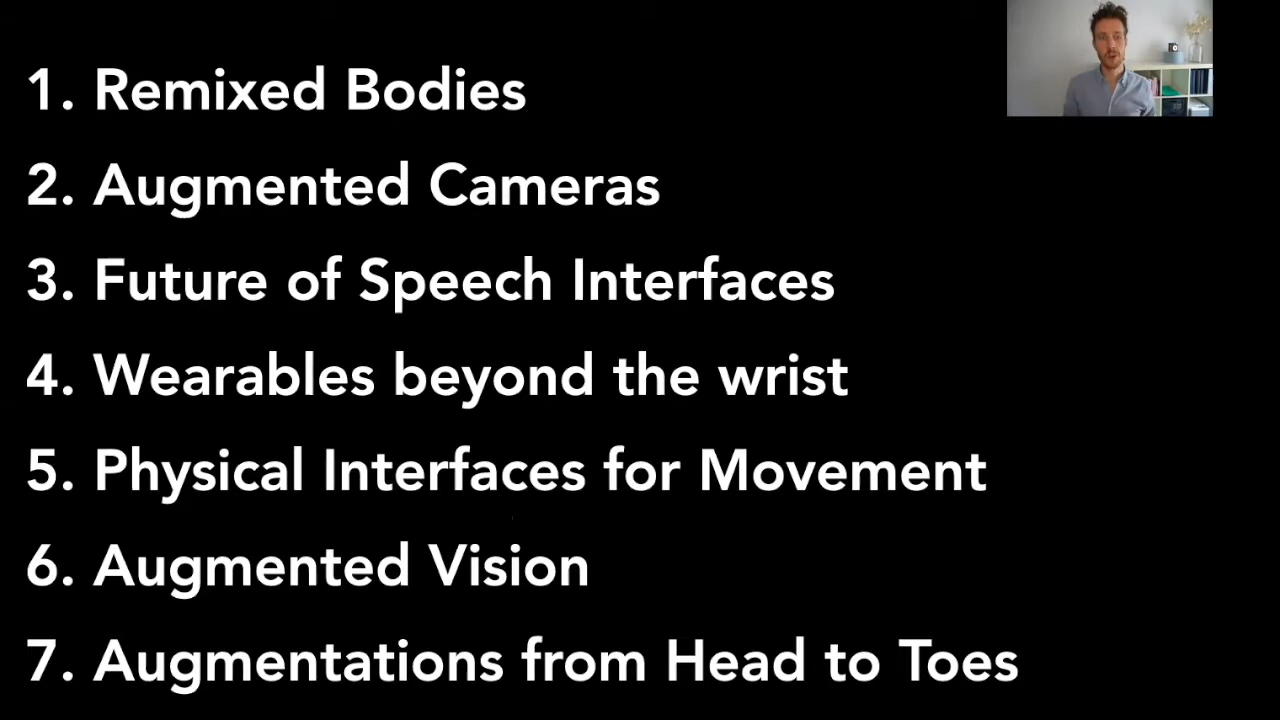 1. Remixed Bodies
2. Augmented Cameras
3. Future of Speech Interfaces
4. Wearables beyond the wrist
5. Physical Interfaces for Movement
6. Augmented Vision
7. Augmentations from Head to Toes